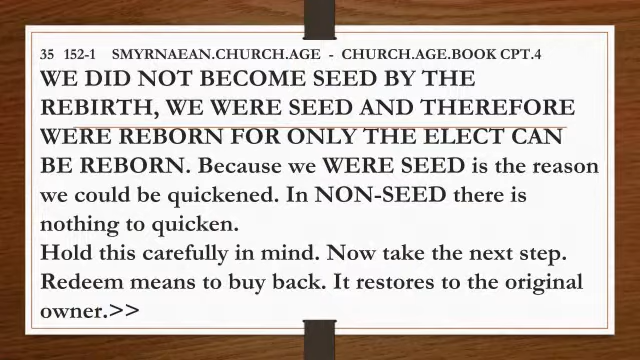 35 152-1 SMYRNAEAN.CHURCH.AGE - CHURCH.AGE.BOOK CPT.4
WE DID NOT BECOME SEED BY THE
REBIRTH, WE WERE SEED AND THEREFORE
WERE REBORN FOR ONLY THE ELECT CAN
BE REBORN. Because we WERE SEED is the reason
we could be quickened. In NON-SEED there is
nothing to quicken.
Hold this carefully in mind. Now take the next step.
Redeem means to buy back. It restores to the original
owner.>>